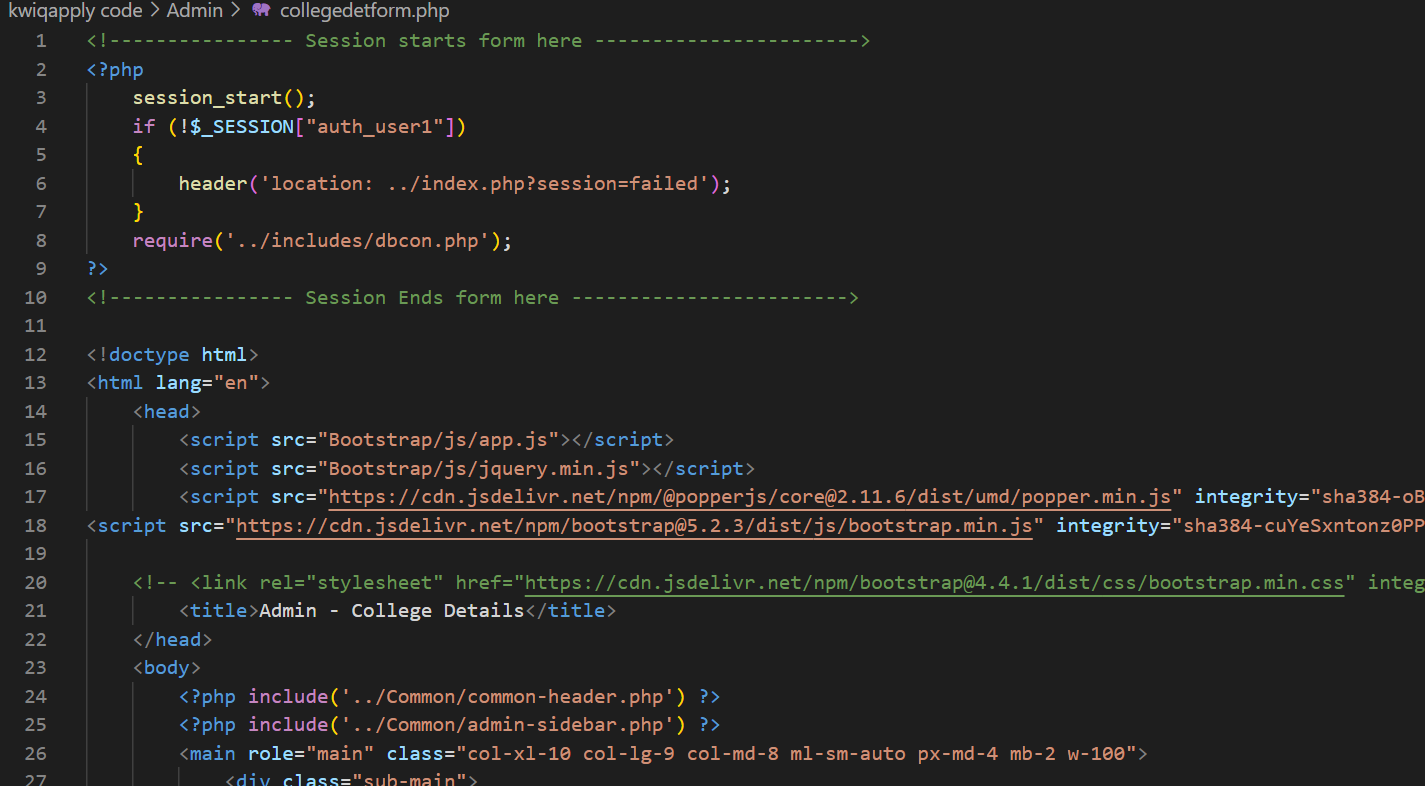 kwiqapply code > Admin > collegedetform.php
1 <!---------------- Session starts form here ----------------------->
2 <?php
3 session_start();
4 if (!$_SESSION["auth_user1"])
5 {
6 header('location: ../index.php?session=failed');
7 }
8 require('../includes/dbcon.php');
9 ?>
10 <!---------------- Session Ends form here ------------------------>
11
12 <!doctype html>
13 <html lang="en">
14 <head>
15 <script src="Bootstrap/js/app.js"></script>
16 <script src="Bootstrap/js/jquery.min.js"></script>
17 <script src="https://cdn.jsdelivr.net/npm/@popperjs/core@2.11.6/dist/umd/popper.min.js" integrity="sha384-oB
18 <script src="https://cdn.jsdelivr.net/npm/bootstrap@5.2.3/dist/js/bootstrap.min.js" integrity="sha384-cuYeSxntonz0PP
19
20 <!-- <link rel="stylesheet" href="https://cdn.jsdelivr.net/npm/bootstrap@4.4.1/dist/css/bootstrap.min.css" integ
21 <title>Admin - College Details</title>
22 </head>
23 <body>
24 <?php include('../Common/common-header.php') ?>
25 <?php include('../Common/admin-sidebar.php') ?>
26 <main role="main" class="col-xl-10 col-lg-9 col-md-8 ml-sm-auto px-md-4 mb-2 w-100">
27 <div class="sub-main">